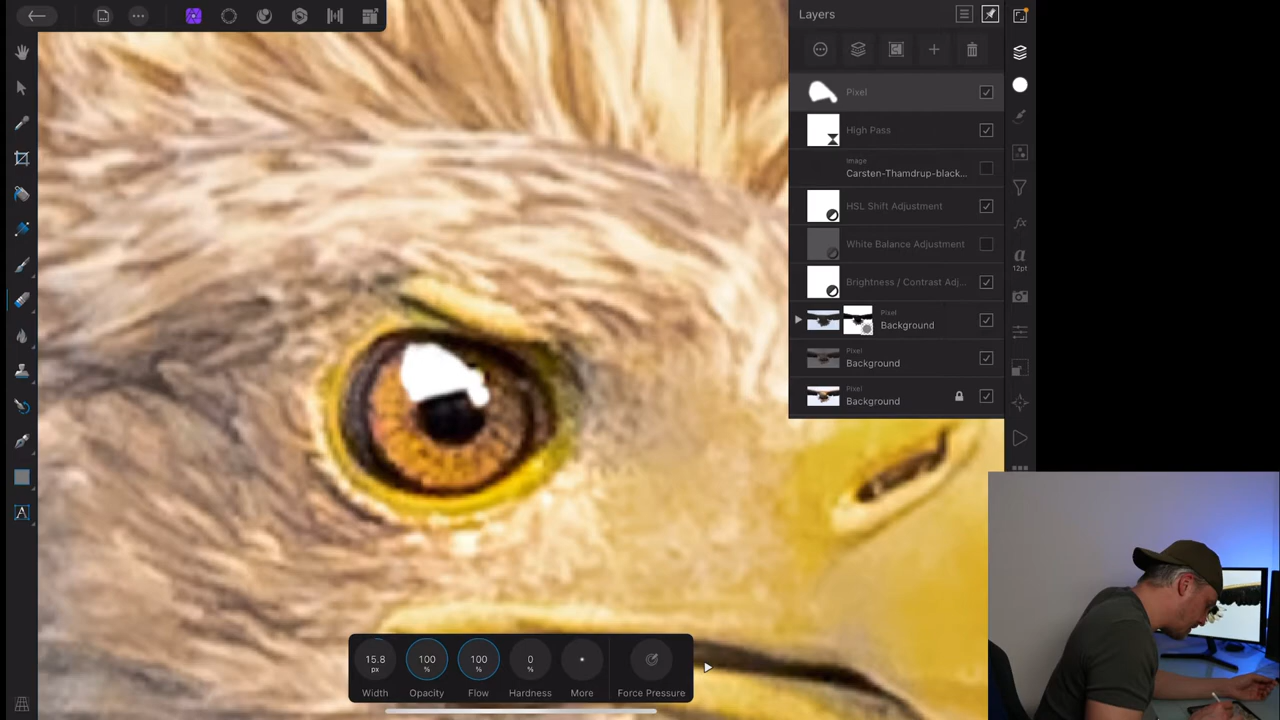 Layers
Pixel
High Pass
Image
Carsten-Thamdrup-black...
HSL Shift Adjustment
White Balance Adjustment
Brightness / Contrast Adj...
Pixel
Background
Pixel
Background
Pixel
Background
12pt
A
15.8
px
Width
100
%
Opacity
100
%
Flow
0
%
Hardness
More
Force Pressure